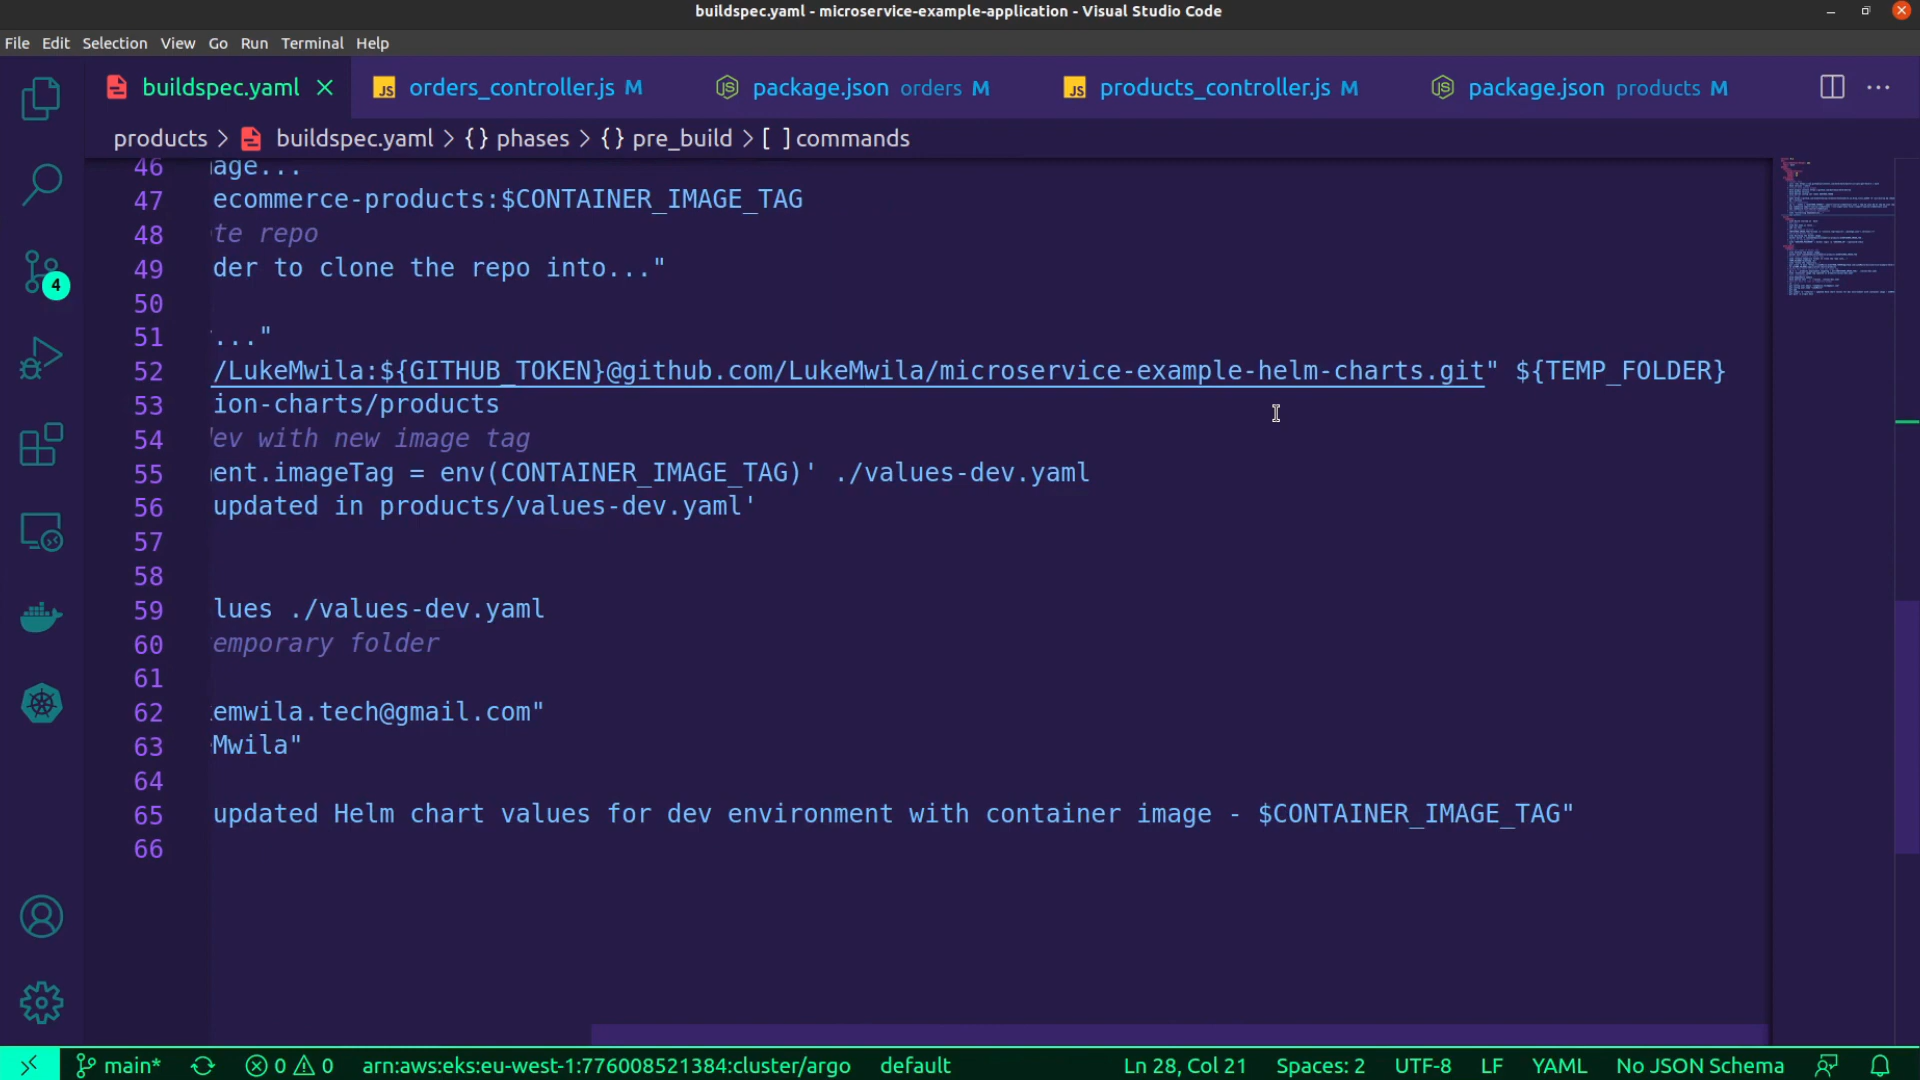 buildspec.yaml - microservice-example-application - Visual Studio Code
File Edit Selection View Go Run Terminal Help
buildspec.yaml orders_controller.js M package.json orders M products_controller.js M package.json products M
products > buildspec.yaml > {} phases > {} pre_build > [ ] commands
46 age...
47 ecommerce-products:$CONTAINER_IMAGE_TAG
48 te repo
49 der to clone the repo into..."
50
51 ..."
52 /LukeMwila:${GITHUB_TOKEN}@github.com/LukeMwila/microservice-example-helm-charts.git" ${TEMP_FOLDER}
53 ion-charts/products
54 dev with new image tag
55 ent.imageTag = env(CONTAINER_IMAGE_TAG)' ./values-dev.yaml
56 updated in products/values-dev.yaml'
57
58
59 lues ./values-dev.yaml
60 emporary folder
61
62 emwila.tech@gmail.com"
63 Mwila"
64
65 updated Helm chart values for dev environment with container image - $CONTAINER_IMAGE_TAG"
66
4
main* 0 0 arn:aws:eks:eu-west-1:776008521384:cluster/argo default Ln 28, Col 21 Spaces: 2 UTF-8 LF YAML No JSON Schema